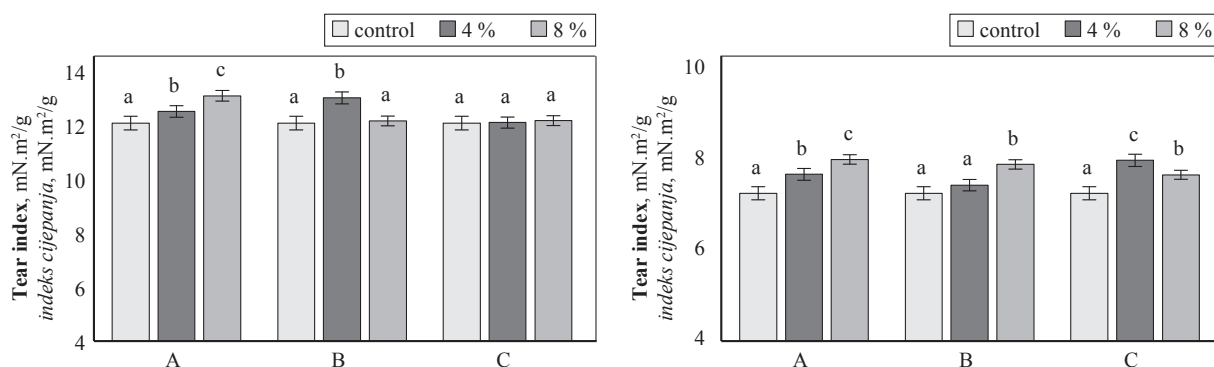 control 4 % 8 %
Tear index, mN.m²/g
indeks cijepanja, mN.m²/g
14
12
10
8
6
4
a b c a b a a a a
A B C
control 4 % 8 %
Tear index, mN.m²/g
indeks cijepanja, mN.m²/g
10
8
6
4
a b c a a b a c b
A B C